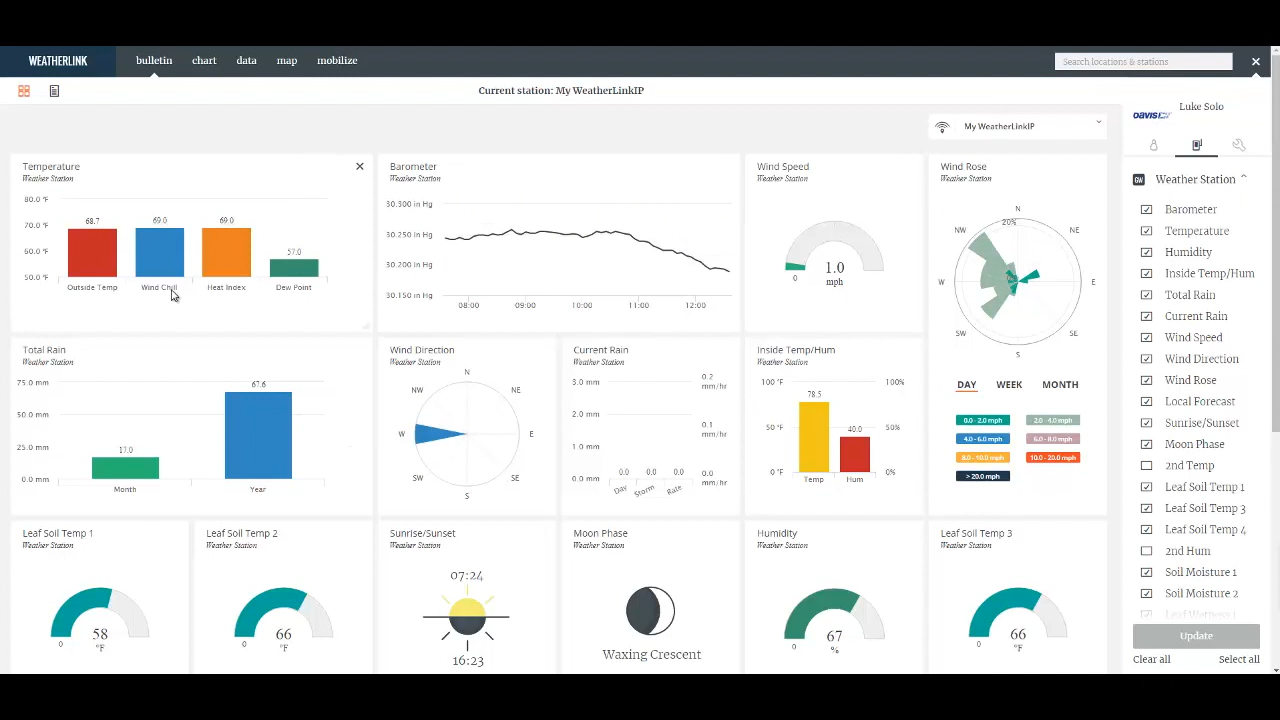 WEATHERLINK bulletin chart data map mobilize Search locations & stations
Current station: My WeatherLinkIP
My WeatherLinkIP
Temperature
Weather Station
80.0 °F
70.0 °F
60.0 °F
50.0 °F
68.7 69.0 69.0 57.0
Outside Temp Wind Chill Heat Index Dew Point
Barometer
Weather Station
30.300 in Hg
30.250 in Hg
30.200 in Hg
30.150 in Hg
08:00 09:00 10:00 11:00 12:00
Wind Speed
Weather Station
1.0
0 mph
Wind Rose
Weather Station
N
20%
NW NE
W E
SW SE
S
DAY WEEK MONTH
0.0 - 2.0 mph 2.0 - 4.0 mph
4.0 - 6.0 mph 6.0 - 8.0 mph
8.0 - 10.0 mph 10.0 - 20.0 mph
> 20.0 mph
Total Rain
Weather Station
75.0 mm
50.0 mm
25.0 mm
0.0 mm
17.0 67.6
Month Year
Wind Direction
Weather Station
N
NW NE
W E
SW SE
S
Current Rain
Weather Station
3.0 mm
2.0 mm
1.0 mm
0.0 mm
0.2 mm/hr
0.1 mm/hr
0.0 mm/hr
0.0 0.0 0.0
Day Storm Rate
Inside Temp/Hum
Weather Station
100 °F 100%
50 °F 50%
0 °F 0%
78.5 40.0
Temp Hum
Leaf Soil Temp 1
Weather Station
58
0 °F
Leaf Soil Temp 2
Weather Station
66
0 °F
Sunrise/Sunset
Weather Station
07:24
16:23
Moon Phase
Weather Station
Waxing Crescent
Humidity
Weather Station
67
0 %
Leaf Soil Temp 3
Weather Station
66
0 °F
DAVIS Luke Solo
GW Weather Station
Barometer
Temperature
Humidity
Inside Temp/Hum
Total Rain
Current Rain
Wind Speed
Wind Direction
Wind Rose
Local Forecast
Sunrise/Sunset
Moon Phase
2nd Temp
Leaf Soil Temp 1
Leaf Soil Temp 3
Leaf Soil Temp 4
2nd Hum
Soil Moisture 1
Soil Moisture 2
Leaf Wetness 1
Update
Clear all Select all